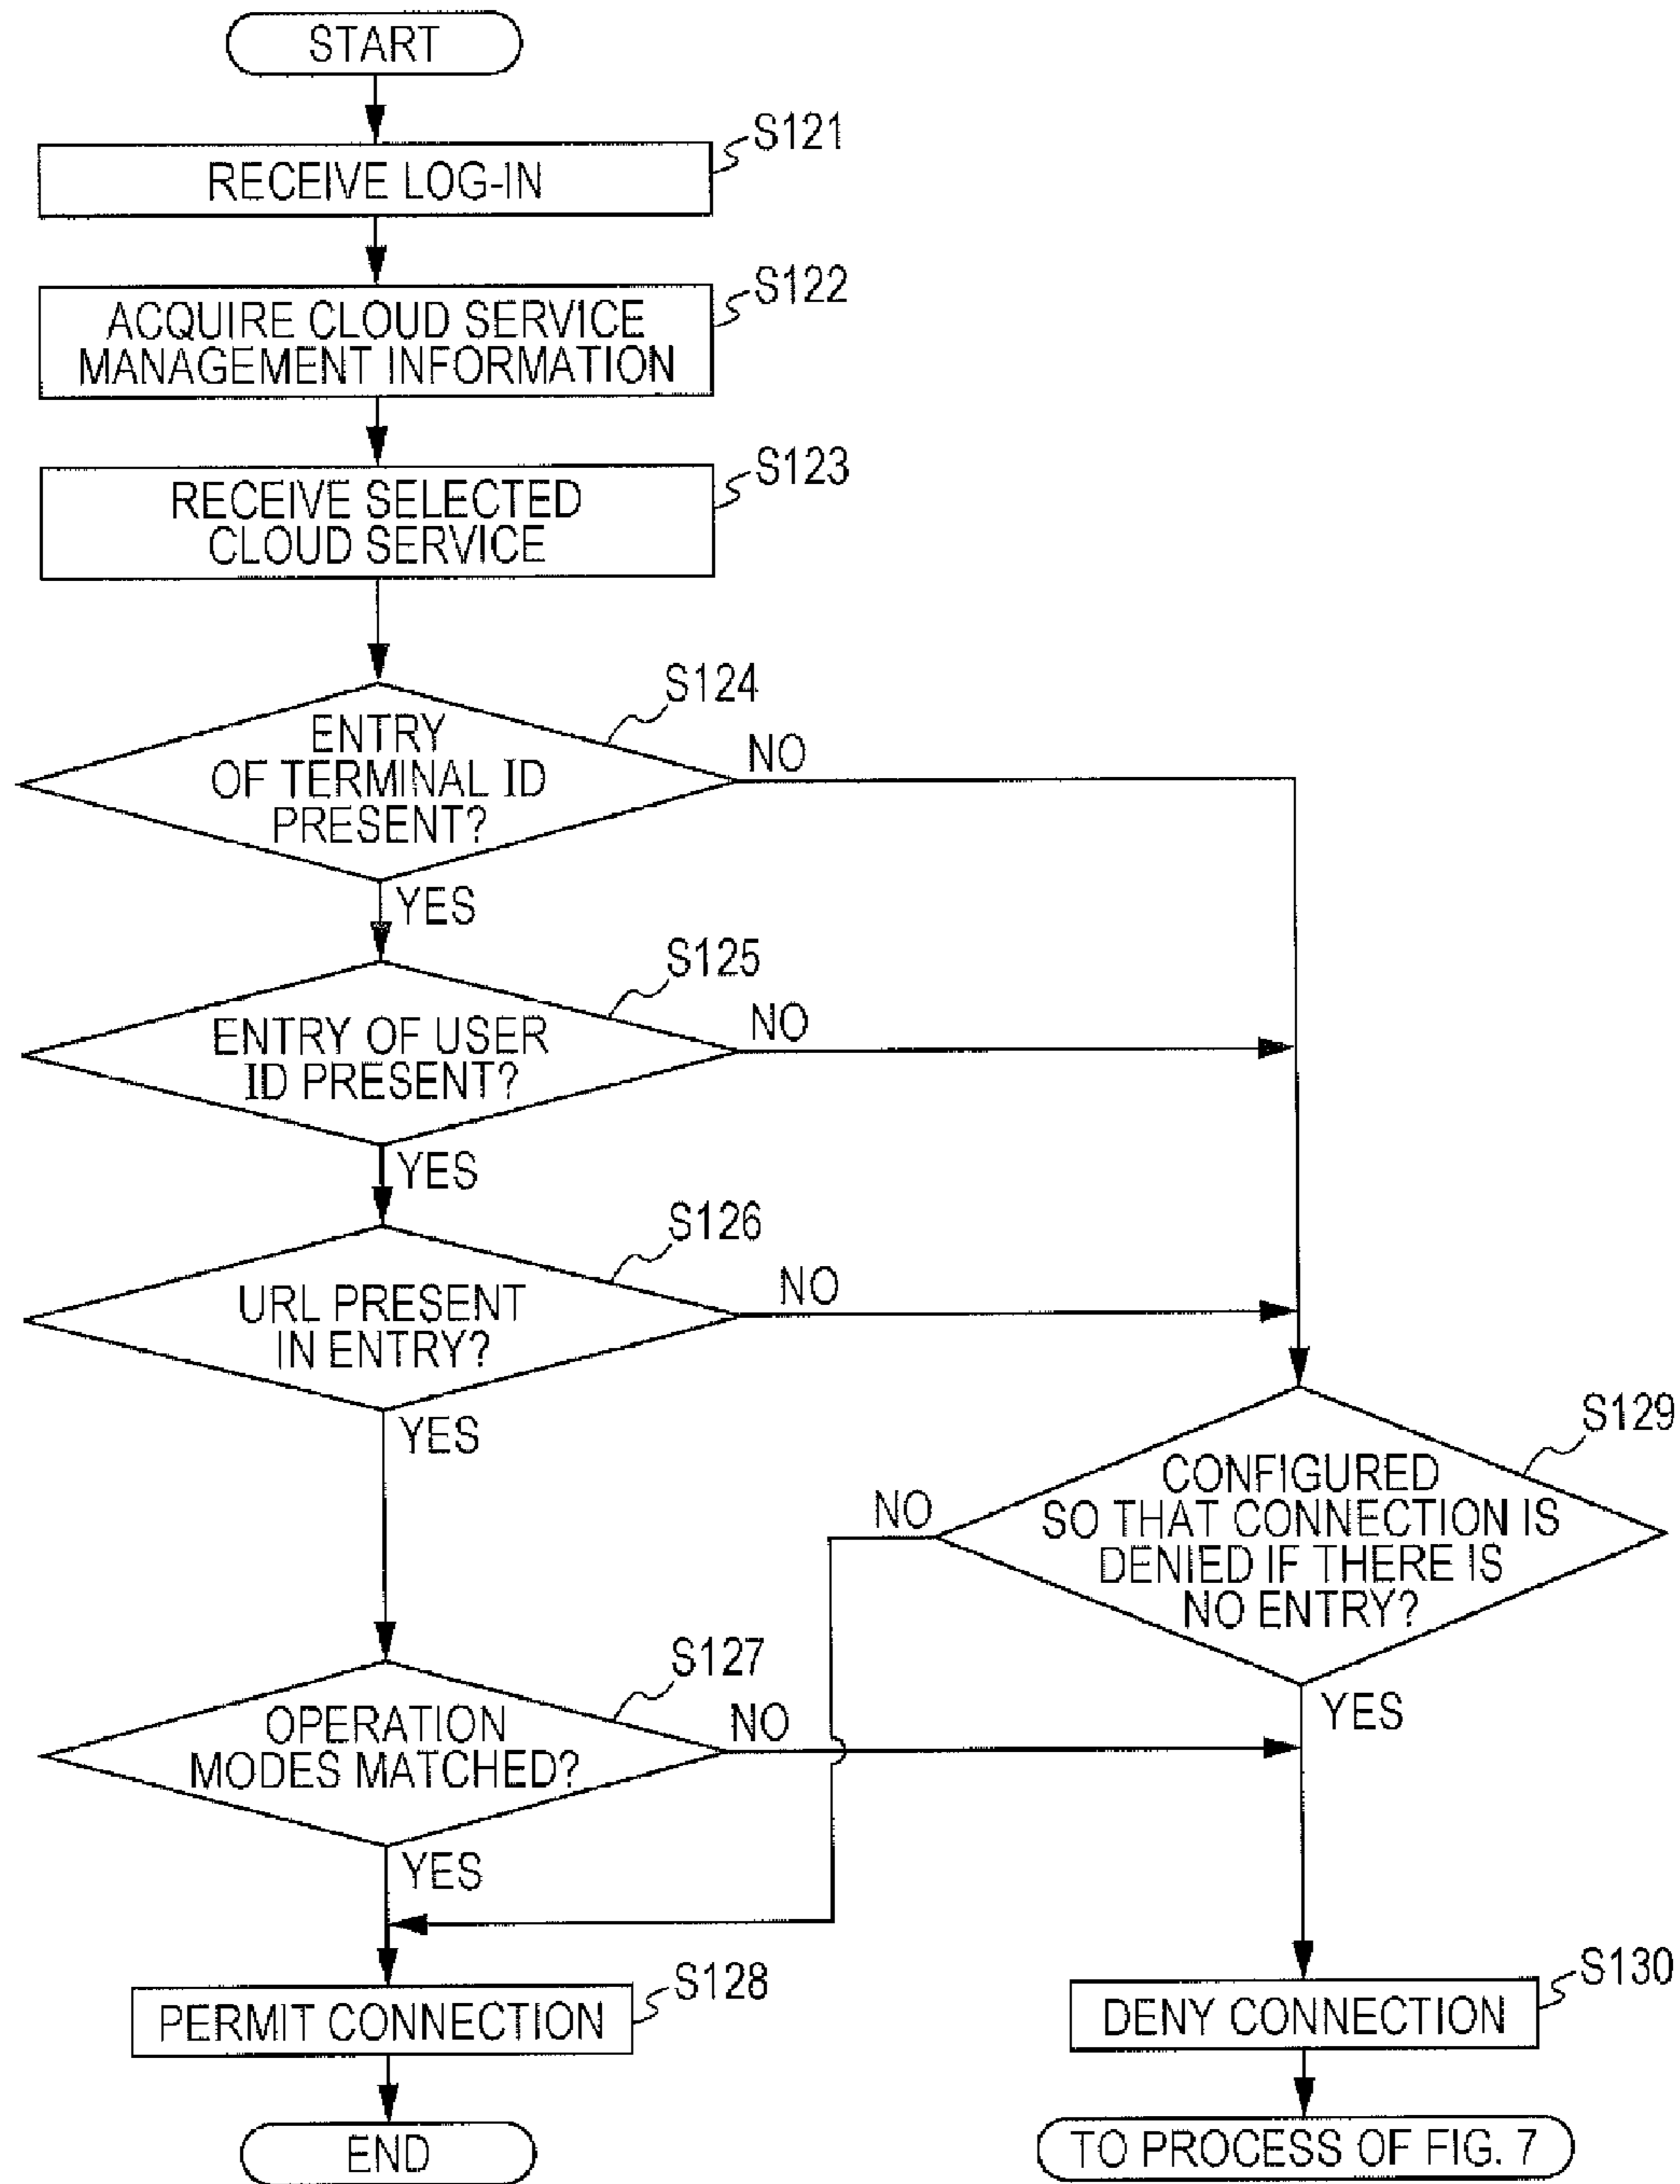 START
S121
RECEIVE LOG-IN
S122
ACQUIRE CLOUD SERVICE
MANAGEMENT INFORMATION
S123
RECEIVE SELECTED
CLOUD SERVICE
S124
ENTRY
OF TERMINAL ID
PRESENT?
NO
YES
S125
ENTRY OF USER
ID PRESENT?
NO
YES
S126
URL PRESENT
IN ENTRY?
NO
YES
S129
CONFIGURED
SO THAT CONNECTION IS
DENIED IF THERE IS
NO ENTRY?
NO
YES
S127
OPERATION
MODES MATCHED?
NO
YES
S128
PERMIT CONNECTION
S130
DENY CONNECTION
END
TO PROCESS OF FIG. 7